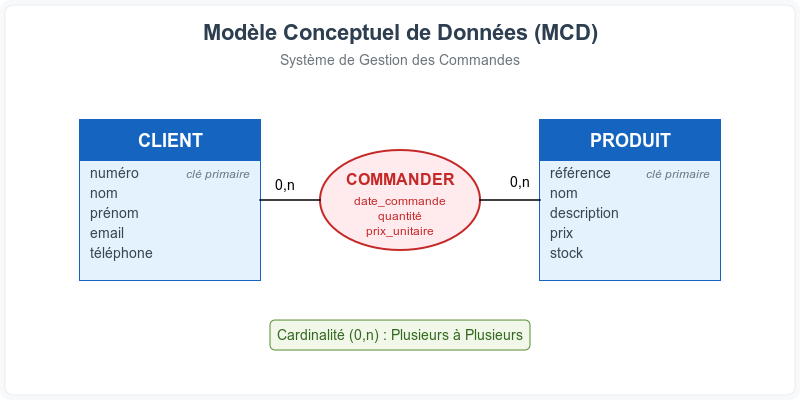 Modèle Conceptuel de Données (MCD)
Système de Gestion des Commandes
CLIENT
numéro clé primaire
nom
prénom
email
téléphone
0,n
COMMANDER
date_commande
quantité
prix_unitaire
0,n
PRODUIT
référence clé primaire
nom
description
prix
stock
Cardinalité (0,n) : Plusieurs à Plusieurs